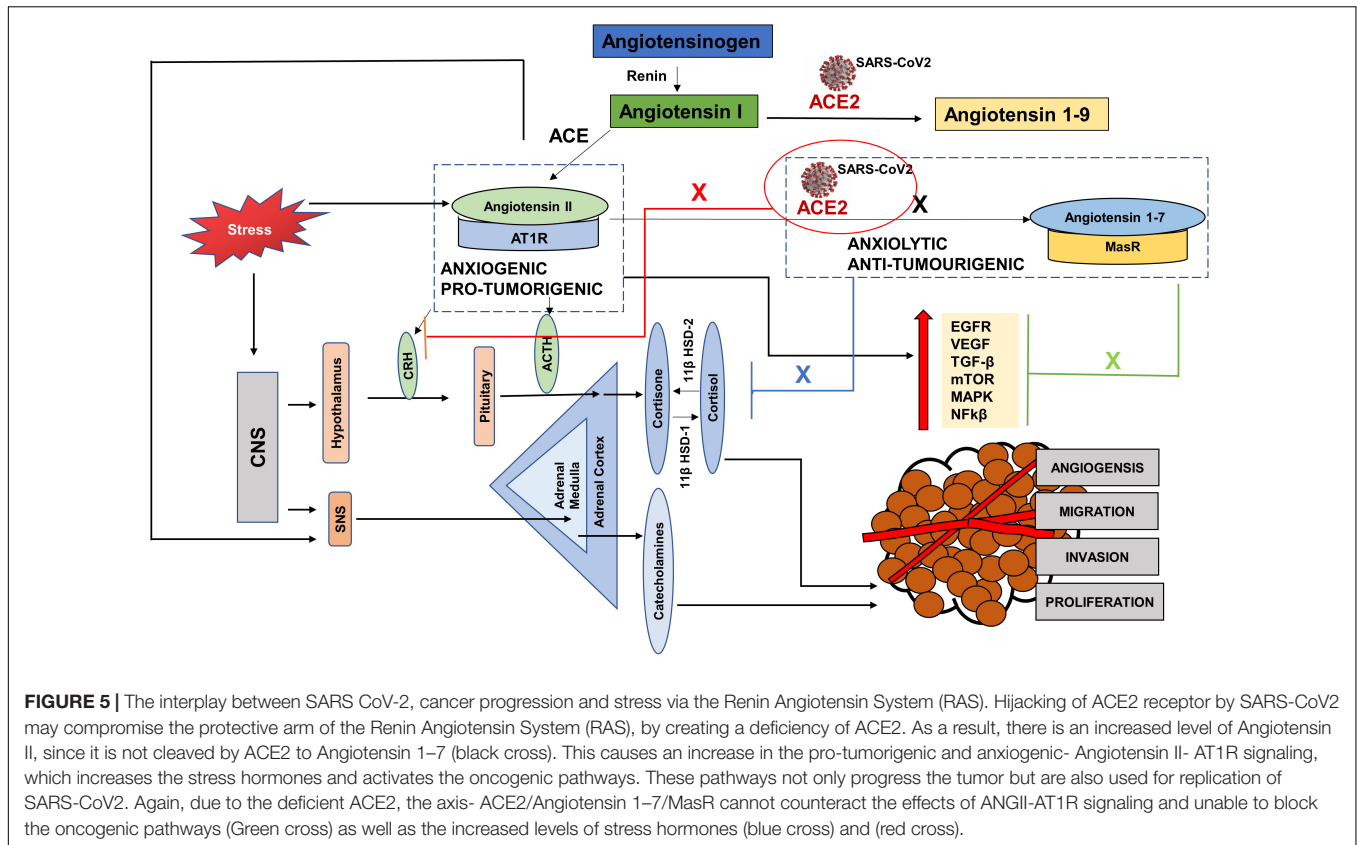 Angiotensinogen
Renin
SARS-CoV2
ACE2
Angiotensin I
Angiotensin 1-9
ACE
X
SARS-CoV2
ACE2
X
Angiotensin II
AT1R
Angiotensin 1-7
MasR
Stress
ANXIOGENIC
PRO-TUMORIGENIC
ANXIOLYTIC
ANTI-TUMOURIGENIC
CRH
ACTH
Cortisone
11β HSD-2
11β HSD-1
Cortisol
X
EGFR
VEGF
TGF-β
mTOR
MAPK
NFkβ
X
CNS
Hypothalamus
Pituitary
SNS
Adrenal
Medulla
Adrenal Cortex
Catecholamines
ANGIOGENSIS
MIGRATION
INVASION
PROLIFERATION
FIGURE 5 | The interplay between SARS CoV-2, cancer progression and stress via the Renin Angiotensin System (RAS). Hijacking of ACE2 receptor by SARS-CoV2
may compromise the protective arm of the Renin Angiotensin System (RAS), by creating a deficiency of ACE2. As a result, there is an increased level of Angiotensin
II, since it is not cleaved by ACE2 to Angiotensin 1–7 (black cross). This causes an increase in the pro-tumorigenic and anxiogenic- Angiotensin II- AT1R signaling,
which increases the stress hormones and activates the oncogenic pathways. These pathways not only progress the tumor but are also used for replication of
SARS-CoV2. Again, due to the deficient ACE2, the axis- ACE2/Angiotensin 1–7/MasR cannot counteract the effects of ANGII-AT1R signaling and unable to block
the oncogenic pathways (Green cross) as well as the increased levels of stress hormones (blue cross) and (red cross).